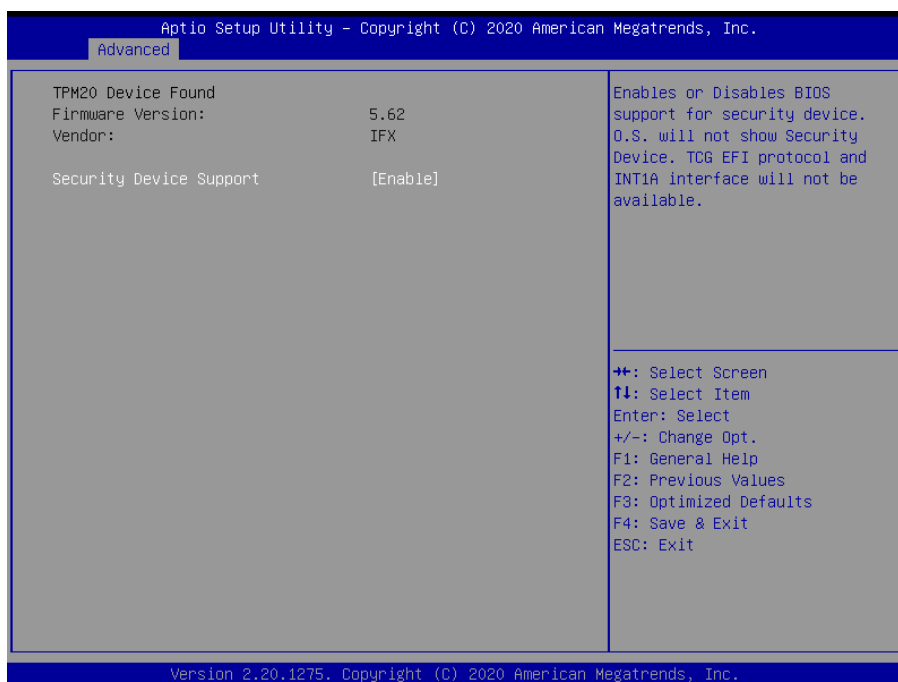 Aptio Setup Utility – Copyright (C) 2020 American Megatrends, Inc.
Advanced
TPM20 Device Found
Firmware Version: 5.62
Vendor: IFX
Security Device Support [Enable]
Enables or Disables BIOS
support for security device.
O.S. will not show Security
Device. TCG EFI protocol and
INT1A interface will not be
available.
→←: Select Screen
↑↓: Select Item
Enter: Select
+/-: Change Opt.
F1: General Help
F2: Previous Values
F3: Optimized Defaults
F4: Save & Exit
ESC: Exit
Version 2.20.1275. Copyright (C) 2020 American Megatrends, Inc.